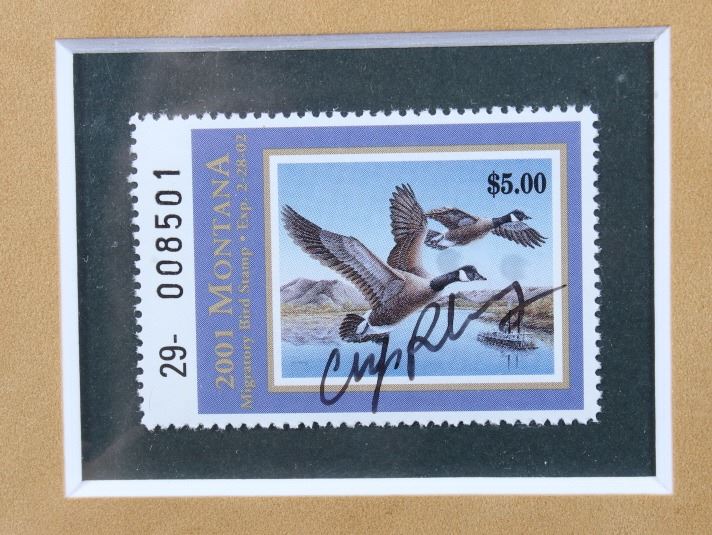 29- 008501
2001 MONTANA
Migratory Bird Stamp • Exp. 2-28-02
$5.00